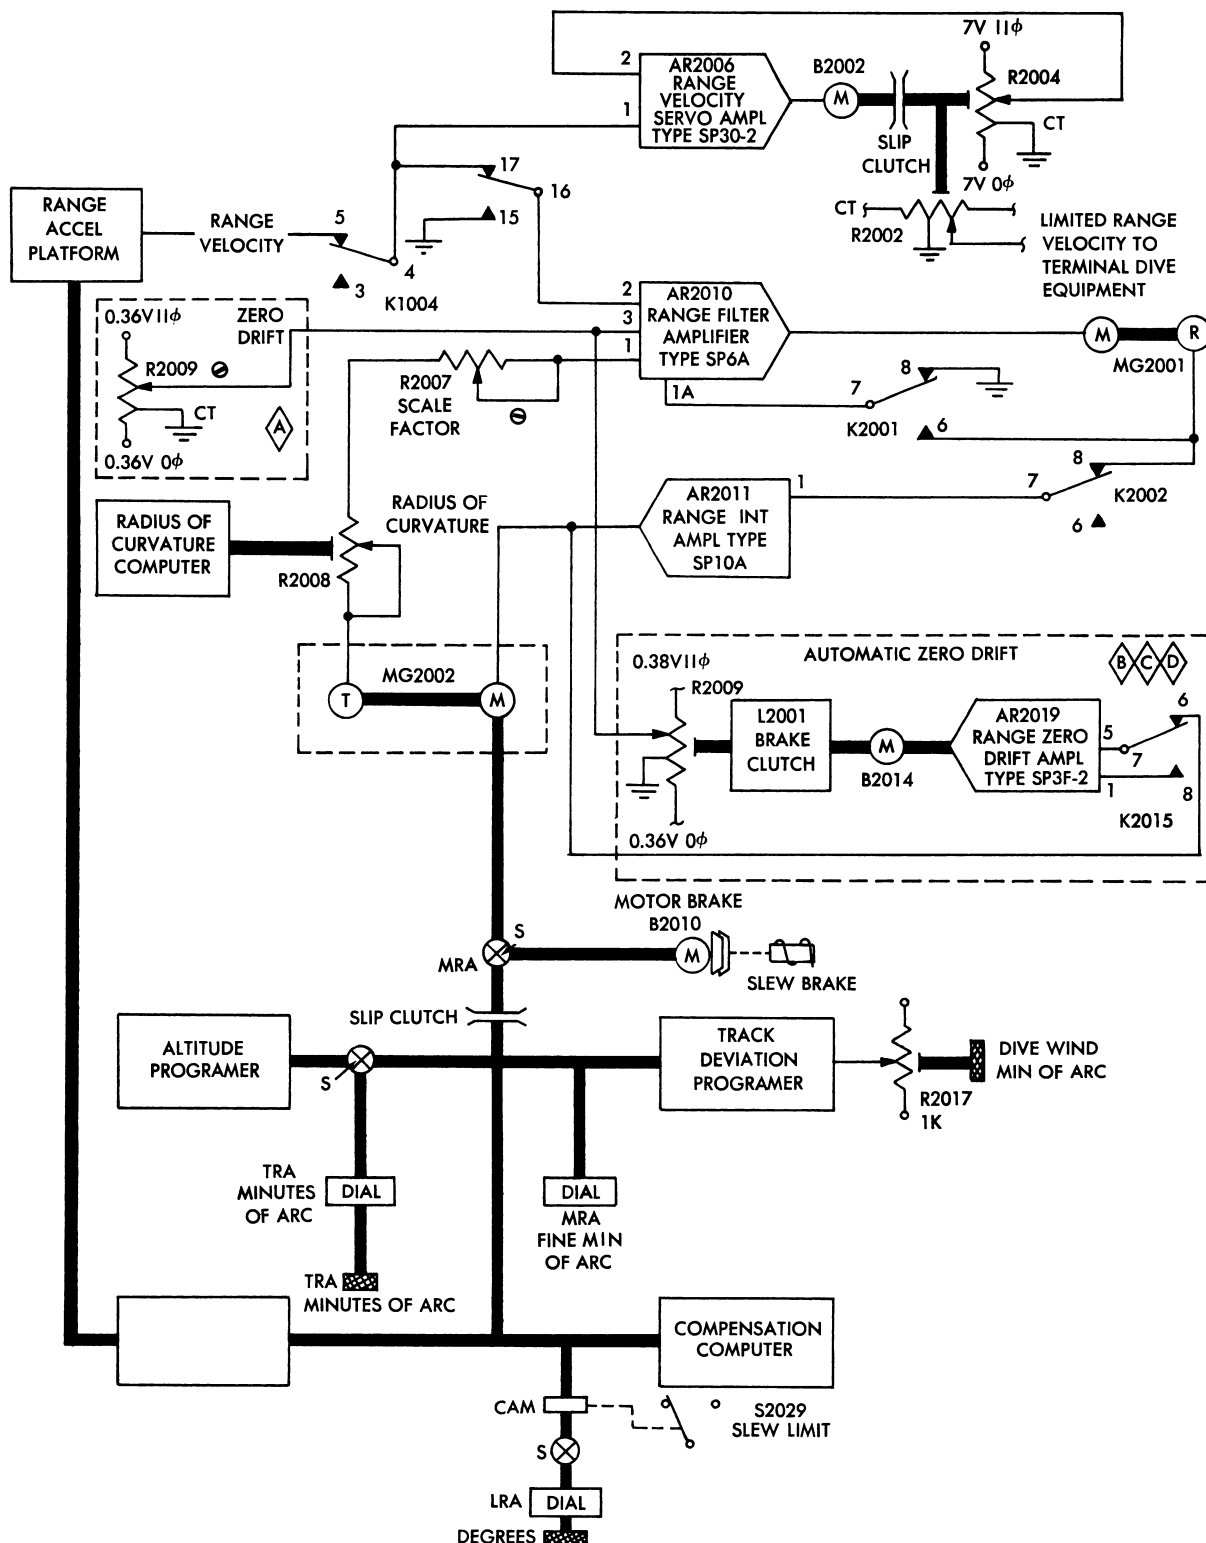 7V 11ϕ
2
AR2006
RANGE
VELOCITY
SERVO AMPL
TYPE SP30-2
1
B2002
M
R2004
CT
SLIP
CLUTCH
7V 0ϕ
17
16
15
RANGE
ACCEL
PLATFORM
RANGE
VELOCITY
5
4
3
K1004
CT
R2002
LIMITED RANGE
VELOCITY TO
TERMINAL DIVE
EQUIPMENT
0.36V11ϕ
ZERO
DRIFT
R2009
CT
A
0.36V 0ϕ
2
3
1
AR2010
RANGE FILTER
AMPLIFIER
TYPE SP6A
1A
M
R
MG2001
R2007
SCALE
FACTOR
8
7
K2001
6
8
7
K2002
6
RADIUS OF
CURVATURE
COMPUTER
RADIUS OF
CURVATURE
R2008
AR2011
RANGE INT
AMPL TYPE
SP10A
1
MG2002
T
M
AUTOMATIC ZERO DRIFT
B C D
0.38V11ϕ
R2009
L2001
BRAKE
CLUTCH
M
B2014
AR2019
RANGE ZERO
DRIFT AMPL
TYPE SP3F-2
5
6
7
1
8
K2015
0.36V 0ϕ
MOTOR BRAKE
B2010
S
MRA
M
SLEW BRAKE
SLIP CLUTCH
ALTITUDE
PROGRAMER
S
TRACK
DEVIATION
PROGRAMER
DIVE WIND
MIN OF ARC
R2017
1K
TRA
MINUTES
OF ARC
DIAL
DIAL
MRA
FINE MIN
OF ARC
TRA
MINUTES OF ARC
COMPENSATION
COMPUTER
CAM
S2029
SLEW LIMIT
S
LRA
DIAL
DEGREES